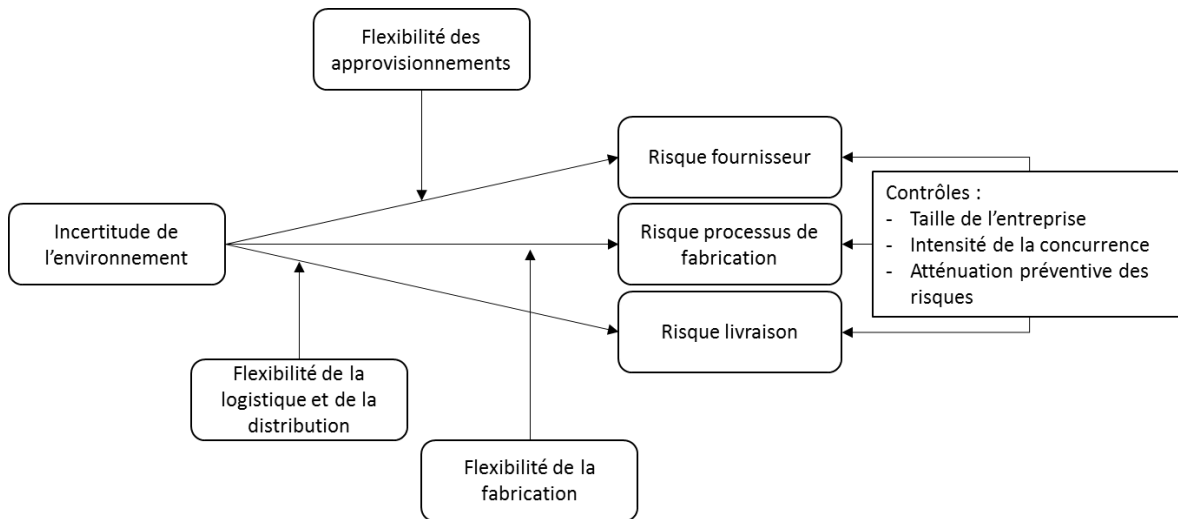 Flexibilité des
approvisionnements
Risque fournisseur
Contrôles :
- Taille de l’entreprise
- Intensité de la concurrence
- Atténuation préventive des
risques
Incertitude de
l’environnement
Risque processus de
fabrication
Risque livraison
Flexibilité de la
logistique et de la
distribution
Flexibilité de la
fabrication